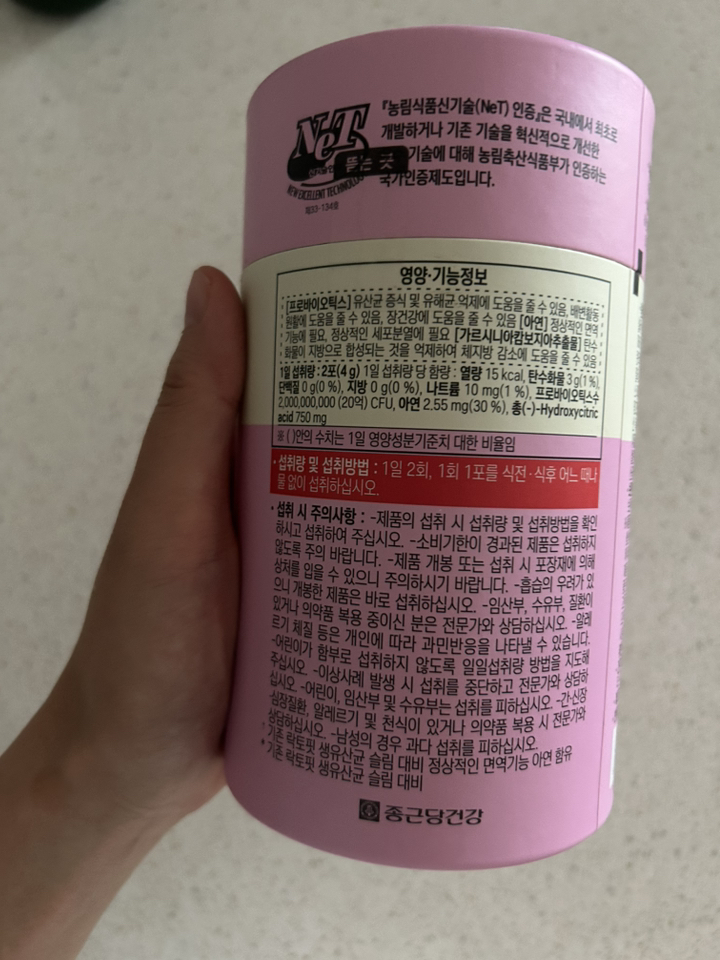 『농림식품신기술(NeT) 인증』은 국내에서 최초로
개발하거나 기존 기술을 혁신적으로 개선한
기술에 대해 농림축산식품부가 인증하는
국가인증제도입니다.
NeT
뜯는 곳
NEW EXCELLENT TECHNOLOGY
제33-134호
영양·기능정보
[프로바이오틱스] 유산균 증식 및 유해균 억제에 도움을 줄 수 있음, 배변활동
원활에 도움을 줄 수 있음, 장건강에 도움을 줄 수 있음 [아연] 정상적인 면역
기능에 필요, 정상적인 세포분열에 필요 [가르시니아캄보지아추출물] 탄수
화물이 지방으로 합성되는 것을 억제하여 체지방 감소에 도움을 줄 수 있음
1일 섭취량 : 2포(4 g) 1일 섭취량 당 함량 : 열량 15 kcal, 탄수화물 3 g(1%),
단백질 0 g(0 %), 지방 0 g(0 %), 나트륨 10 mg(1 %), 프로바이오틱스수
2,000,000,000 (20억) CFU, 아연 2.55 mg(30 %), 총(-)-Hydroxycitric
acid 750 mg
※ ( )안의 수치는 1일 영양성분기준치 대한 비율임
· 섭취량 및 섭취방법 : 1일 2회, 1회 1포를 식전·식후 어느 때나
물 없이 섭취하십시오.
· 섭취 시 주의사항 : -제품의 섭취 시 섭취량 및 섭취방법을 확인
하시고 섭취하여 주십시오. -소비기한이 경과된 제품은 섭취하지
않도록 주의 바랍니다. -제품 개봉 또는 섭취 시 포장재에 의해
상처를 입을 수 있으니 주의하시기 바랍니다. -흡습의 우려가 있
으니 개봉한 제품은 바로 섭취하십시오. -임산부, 수유부, 질환이
있거나 의약품 복용 중이신 분은 전문가와 상담하십시오. -알레
르기 체질 등은 개인에 따라 과민반응을 나타낼 수 있습니다.
-어린이가 함부로 섭취하지 않도록 일일섭취량 방법을 지도해
주십시오. -이상사례 발생 시 섭취를 중단하고 전문가와 상담하
십시오. -어린이, 임산부 및 수유부는 섭취를 피하십시오. -간·신장
·심장질환, 알레르기 및 천식이 있거나 의약품 복용 시 전문가와
상담하십시오. -남성의 경우 과다 섭취를 피하십시오.
기존 락토핏 생유산균 슬림 대비 정상적인 면역기능 아연 함유
* 기존 락토핏 생유산균 슬림 대비
종근당건강